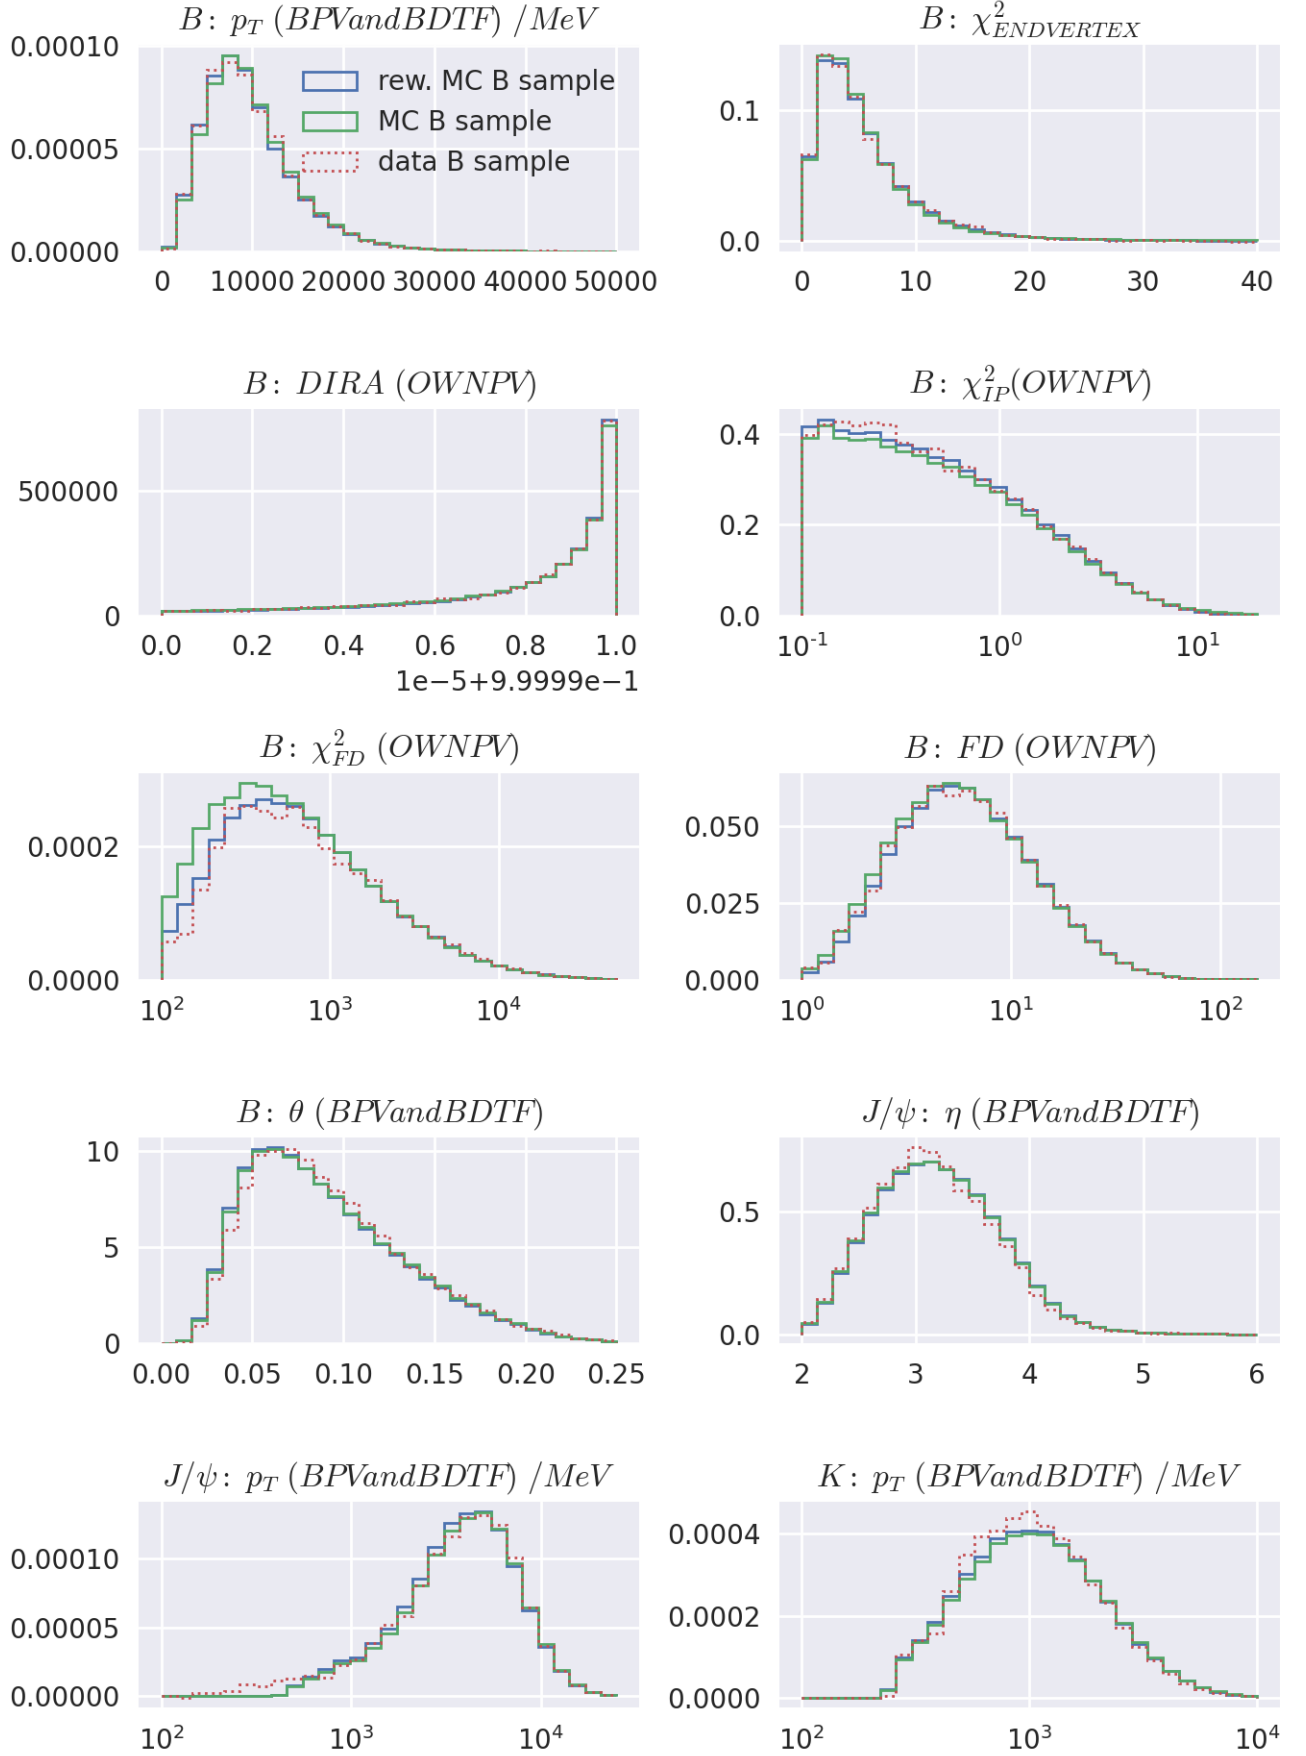 B: p_T (BPVandBDTF) /MeV
0.00010
0.00005
0.00000
rew. MC B sample
MC B sample
data B sample
0 10000 20000 30000 40000 50000
B: χ²_ENDVERTEX
0.1
0.0
0 10 20 30 40
B: DIRA (OWNPV)
500000
0
0.0 0.2 0.4 0.6 0.8 1.0
1e−5+9.9999e−1
B: χ²_IP(OWNPV)
0.4
0.2
0.0
10⁻¹ 10⁰ 10¹
B: χ²_FD (OWNPV)
0.0002
0.0000
10² 10³ 10⁴
B: FD (OWNPV)
0.050
0.025
0.000
10⁰ 10¹ 10²
B: θ (BPVandBDTF)
10
5
0
0.00 0.05 0.10 0.15 0.20 0.25
J/ψ: η (BPVandBDTF)
0.5
0.0
2 3 4 5 6
J/ψ: p_T (BPVandBDTF) /MeV
0.00010
0.00005
0.00000
10² 10³ 10⁴
K: p_T (BPVandBDTF) /MeV
0.0004
0.0002
0.0000
10² 10³ 10⁴